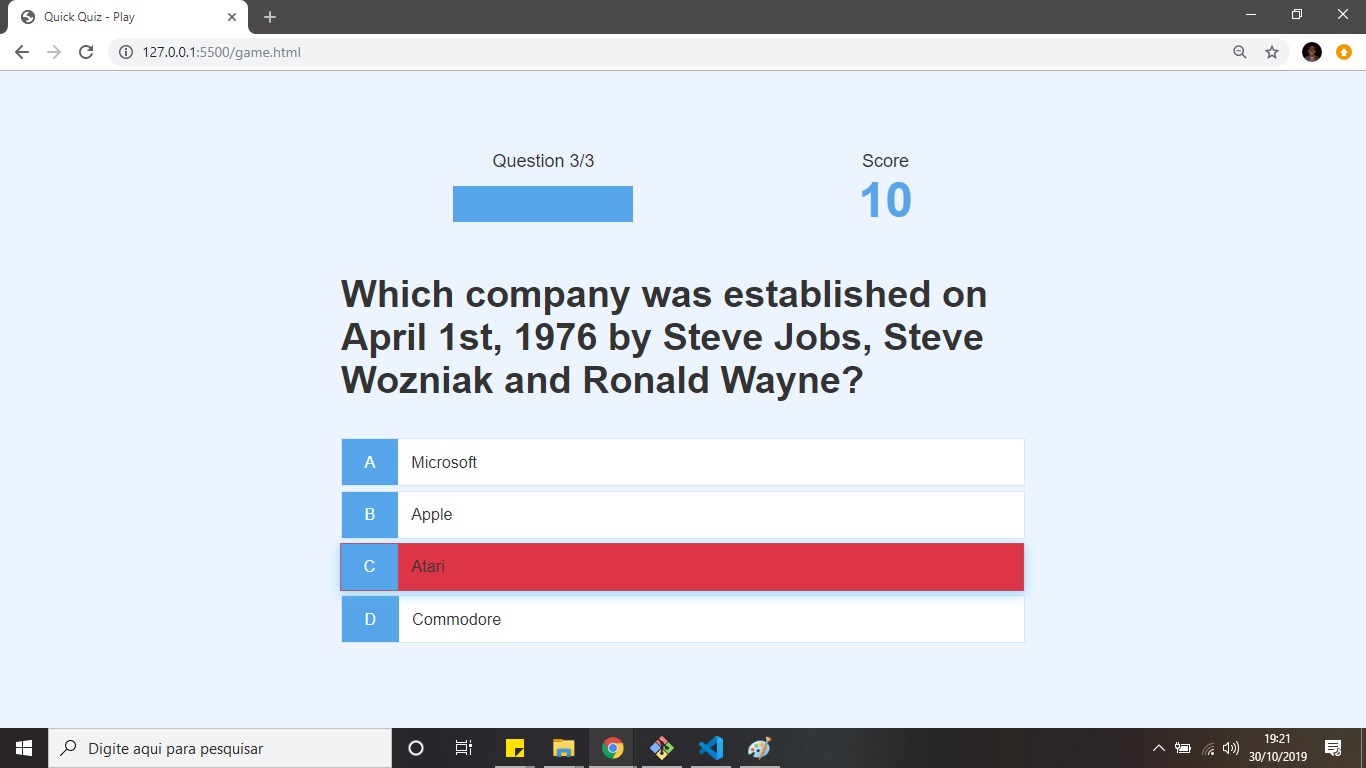 Quick Quiz - Play
127.0.0.1:5500/game.html
Question 3/3
Score
10
Which company was established on
April 1st, 1976 by Steve Jobs, Steve
Wozniak and Ronald Wayne?
A Microsoft
B Apple
C Atari
D Commodore
Digite aqui para pesquisar
19:21
30/10/2019